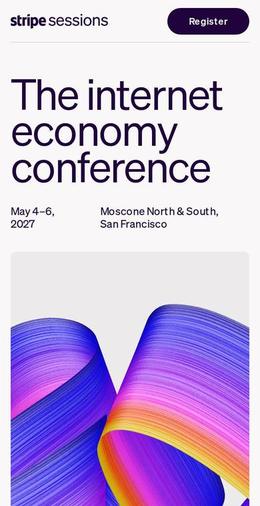 stripe sessions
Register
The internet
economy
conference
May 4–6,
2027
Moscone North & South,
San Francisco